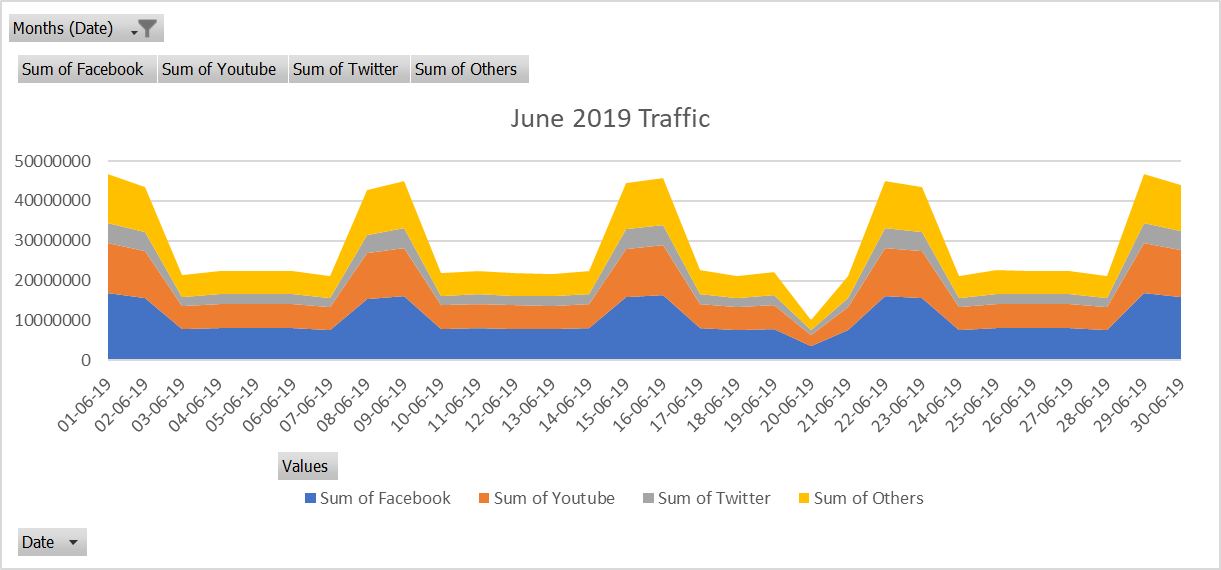 Months (Date)
Sum of Facebook Sum of Youtube Sum of Twitter Sum of Others
June 2019 Traffic
50000000
40000000
30000000
20000000
10000000
0
01-06-19 02-06-19 03-06-19 04-06-19 05-06-19 06-06-19 07-06-19 08-06-19 09-06-19 10-06-19 11-06-19 12-06-19 13-06-19 14-06-19 15-06-19 16-06-19 17-06-19 18-06-19 19-06-19 20-06-19 21-06-19 22-06-19 23-06-19 24-06-19 25-06-19 26-06-19 27-06-19 28-06-19 29-06-19 30-06-19
Values
Sum of Facebook Sum of Youtube Sum of Twitter Sum of Others
Date